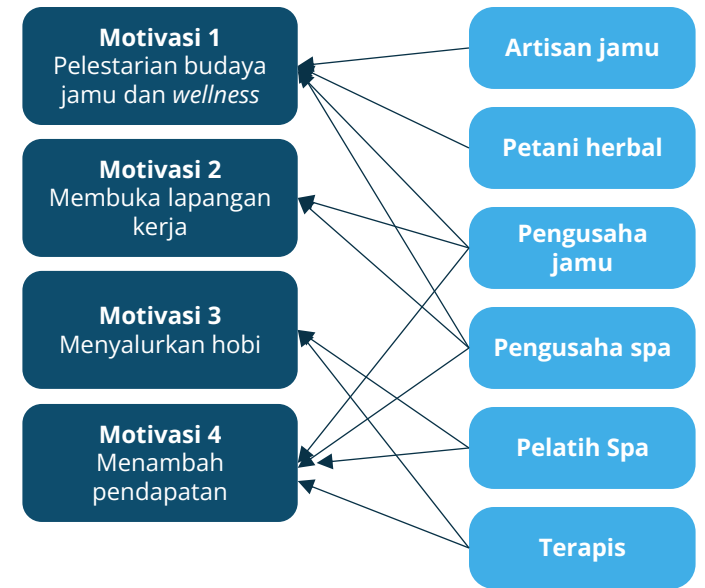 Motivasi 1
Pelestarian budaya
jamu dan wellness
Motivasi 2
Membuka lapangan
kerja
Motivasi 3
Menyalurkan hobi
Motivasi 4
Menambah
pendapatan
Artisan jamu
Petani herbal
Pengusaha
jamu
Pengusaha spa
Pelatih Spa
Terapis